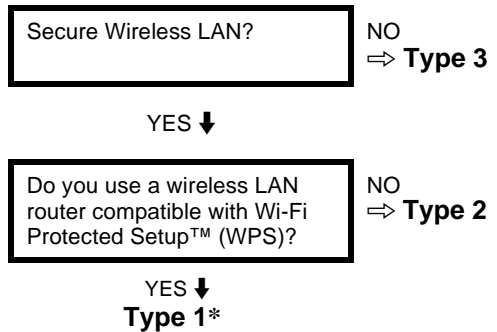 Secure Wireless LAN?
NO
⇨ Type 3
YES ⬇
Do you use a wireless LAN
router compatible with Wi-Fi
Protected Setup™ (WPS)?
NO
⇨ Type 2
YES ⬇
Type 1*